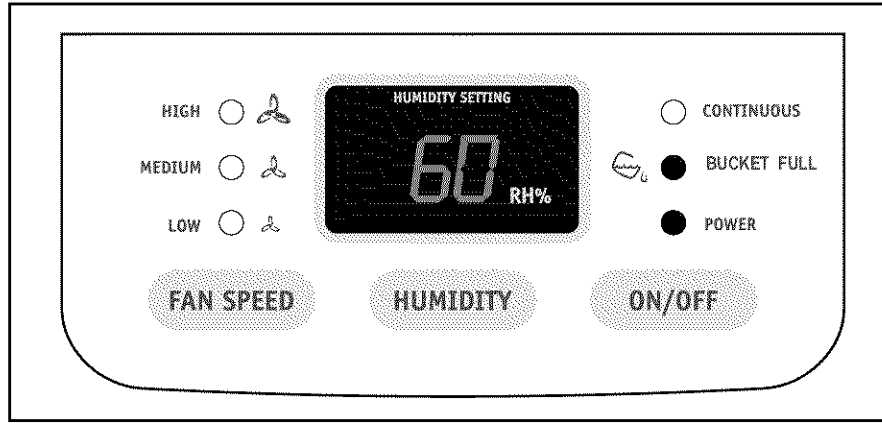 HUMIDITY SETTING
HIGH
MEDIUM
LOW
60
RH%
CONTINUOUS
BUCKET FULL
POWER
FAN SPEED
HUMIDITY
ON/OFF